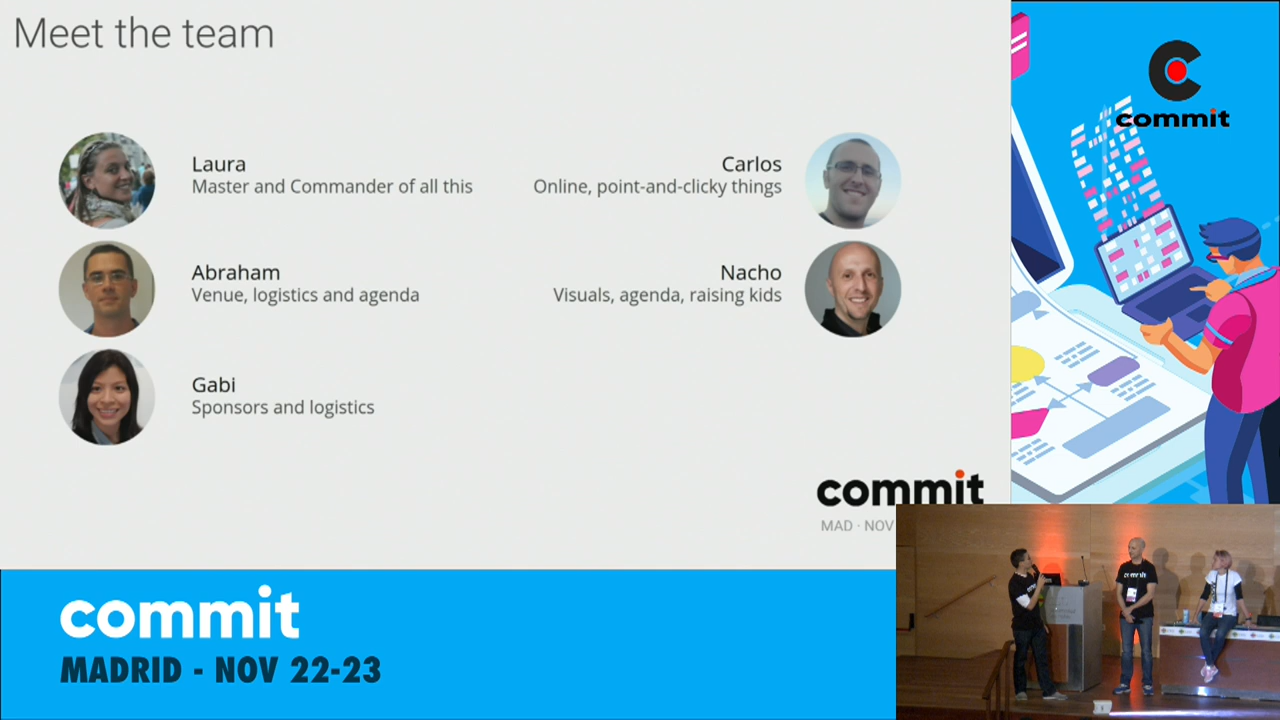 Meet the team
Laura
Master and Commander of all this
Carlos
Online, point-and-clicky things
Abraham
Venue, logistics and agenda
Nacho
Visuals, agenda, raising kids
Gabi
Sponsors and logistics
commit
MAD · NOV
commit
commit
MADRID - NOV 22-23